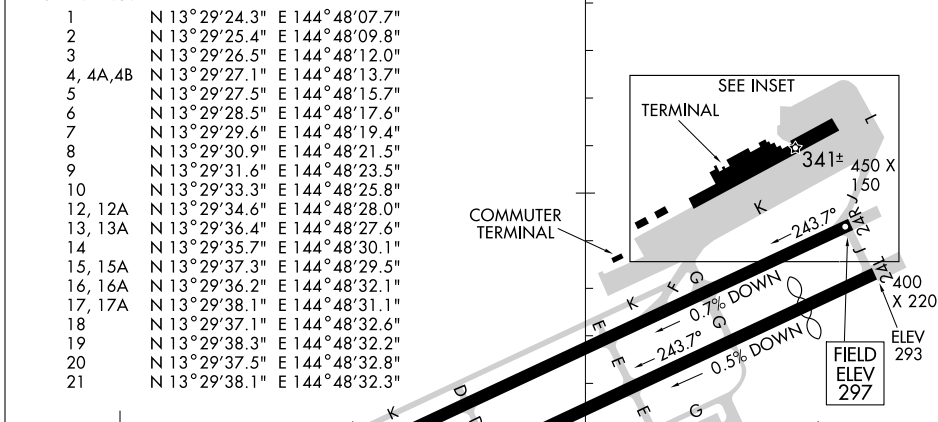 1 N 13°29'24.3" E 144°48'07.7"
2 N 13°29'25.4" E 144°48'09.8"
3 N 13°29'26.5" E 144°48'12.0"
4, 4A,4B N 13°29'27.1" E 144°48'13.7"
5 N 13°29'27.5" E 144°48'15.7"
6 N 13°29'28.5" E 144°48'17.6"
7 N 13°29'29.6" E 144°48'19.4"
8 N 13°29'30.9" E 144°48'21.5"
9 N 13°29'31.6" E 144°48'23.5"
10 N 13°29'33.3" E 144°48'25.8"
12, 12A N 13°29'34.6" E 144°48'28.0"
13, 13A N 13°29'36.4" E 144°48'27.6"
14 N 13°29'35.7" E 144°48'30.1"
15, 15A N 13°29'37.3" E 144°48'29.5"
16, 16A N 13°29'36.2" E 144°48'32.1"
17, 17A N 13°29'38.1" E 144°48'31.1"
18 N 13°29'37.1" E 144°48'32.6"
19 N 13°29'38.3" E 144°48'32.2"
20 N 13°29'37.5" E 144°48'32.8"
21 N 13°29'38.1" E 144°48'32.3"
SEE INSET
TERMINAL
L
341±
450 X
150
K
COMMUTER
TERMINAL
243.7°
24R
J
J
24L
400
X 220
G
F
K
0.7% DOWN
G
E
E
243.7°
0.5% DOWN
ELEV
293
FIELD
ELEV
297
D
K
E
G